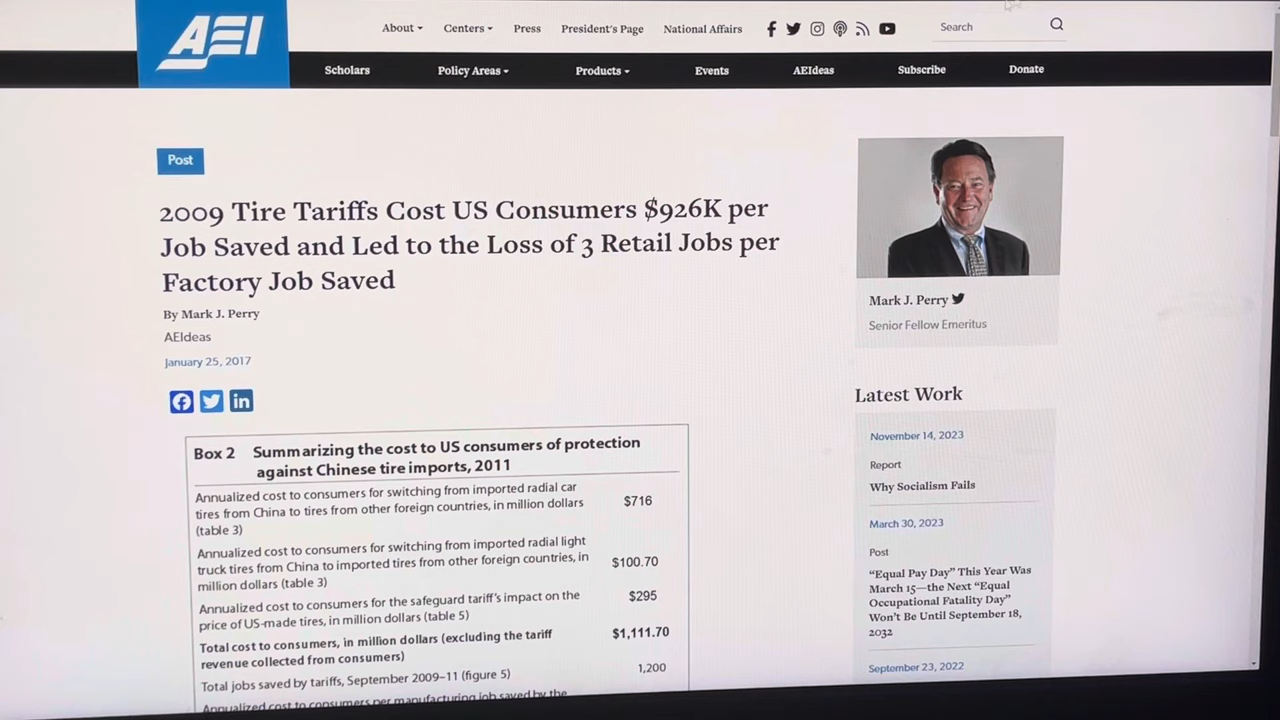 AEI
About
Centers
Press
President's Page
National Affairs
Search
Scholars
Policy Areas
Products
Events
AEIdeas
Subscribe
Donate
Post
2009 Tire Tariffs Cost US Consumers $926K per
Job Saved and Led to the Loss of 3 Retail Jobs per
Factory Job Saved
By Mark J. Perry
AEIdeas
January 25, 2017
Box 2 Summarizing the cost to US consumers of protection
against Chinese tire imports, 2011
Annualized cost to consumers for switching from imported radial car
tires from China to tires from other foreign countries, in million dollars
(table 3)
$716
Annualized cost to consumers for switching from imported radial light
truck tires from China to imported tires from other foreign countries, in
million dollars (table 3)
$100.70
Annualized cost to consumers for the safeguard tariff's impact on the
price of US-made tires, in million dollars (table 5)
$295
Total cost to consumers, in million dollars (excluding the tariff
revenue collected from consumers)
$1,111.70
Total jobs saved by tariffs, September 2009–11 (figure 5)
1,200
Annualized cost to consumers per manufacturing job saved by the
Mark J. Perry
Senior Fellow Emeritus
Latest Work
November 14, 2023
Report
Why Socialism Fails
March 30, 2023
Post
“Equal Pay Day” This Year Was
March 15—the Next “Equal
Occupational Fatality Day”
Won't Be Until September 18,
2032
September 23, 2022